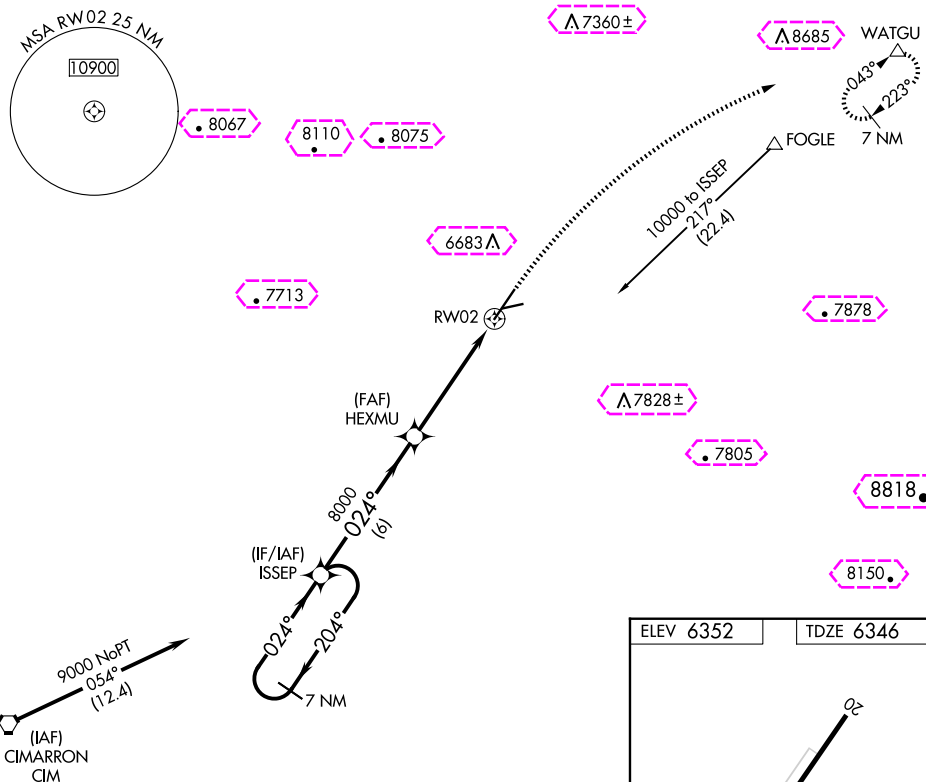 MSA RW02 25 NM
10900
7360±
8685
WATGU
043°
223°
7 NM
8067
8110
8075
FOGLE
10000 to ISSEP
217°
(22.4)
6683
7713
RW02
7878
(FAF)
HEXMU
7828±
7805
8000
024°
(6)
8818
(IF/IAF)
ISSEP
8150
024°
204°
7 NM
9000 NoPT
054°
(12.4)
(IAF)
CIMARRON
CIM
ELEV 6352
TDZE 6346
20